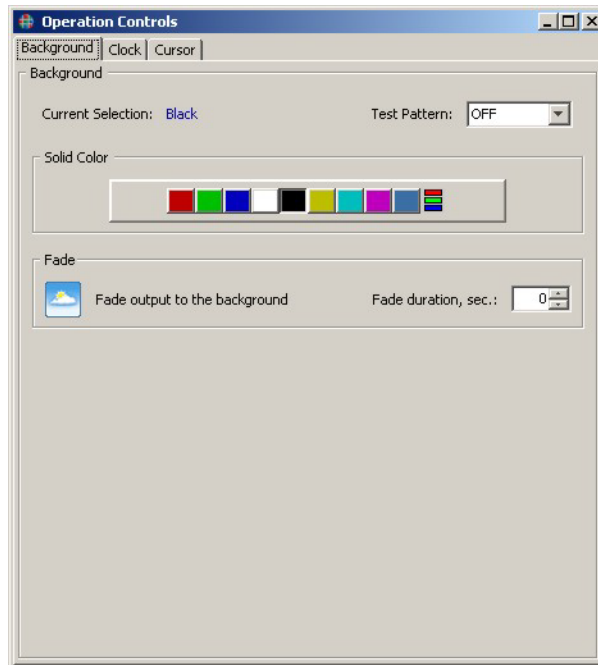 Operation Controls
Background Clock Cursor
Background
Current Selection: Black Test Pattern: OFF
Solid Color
Fade
Fade output to the background Fade duration, sec.: 0